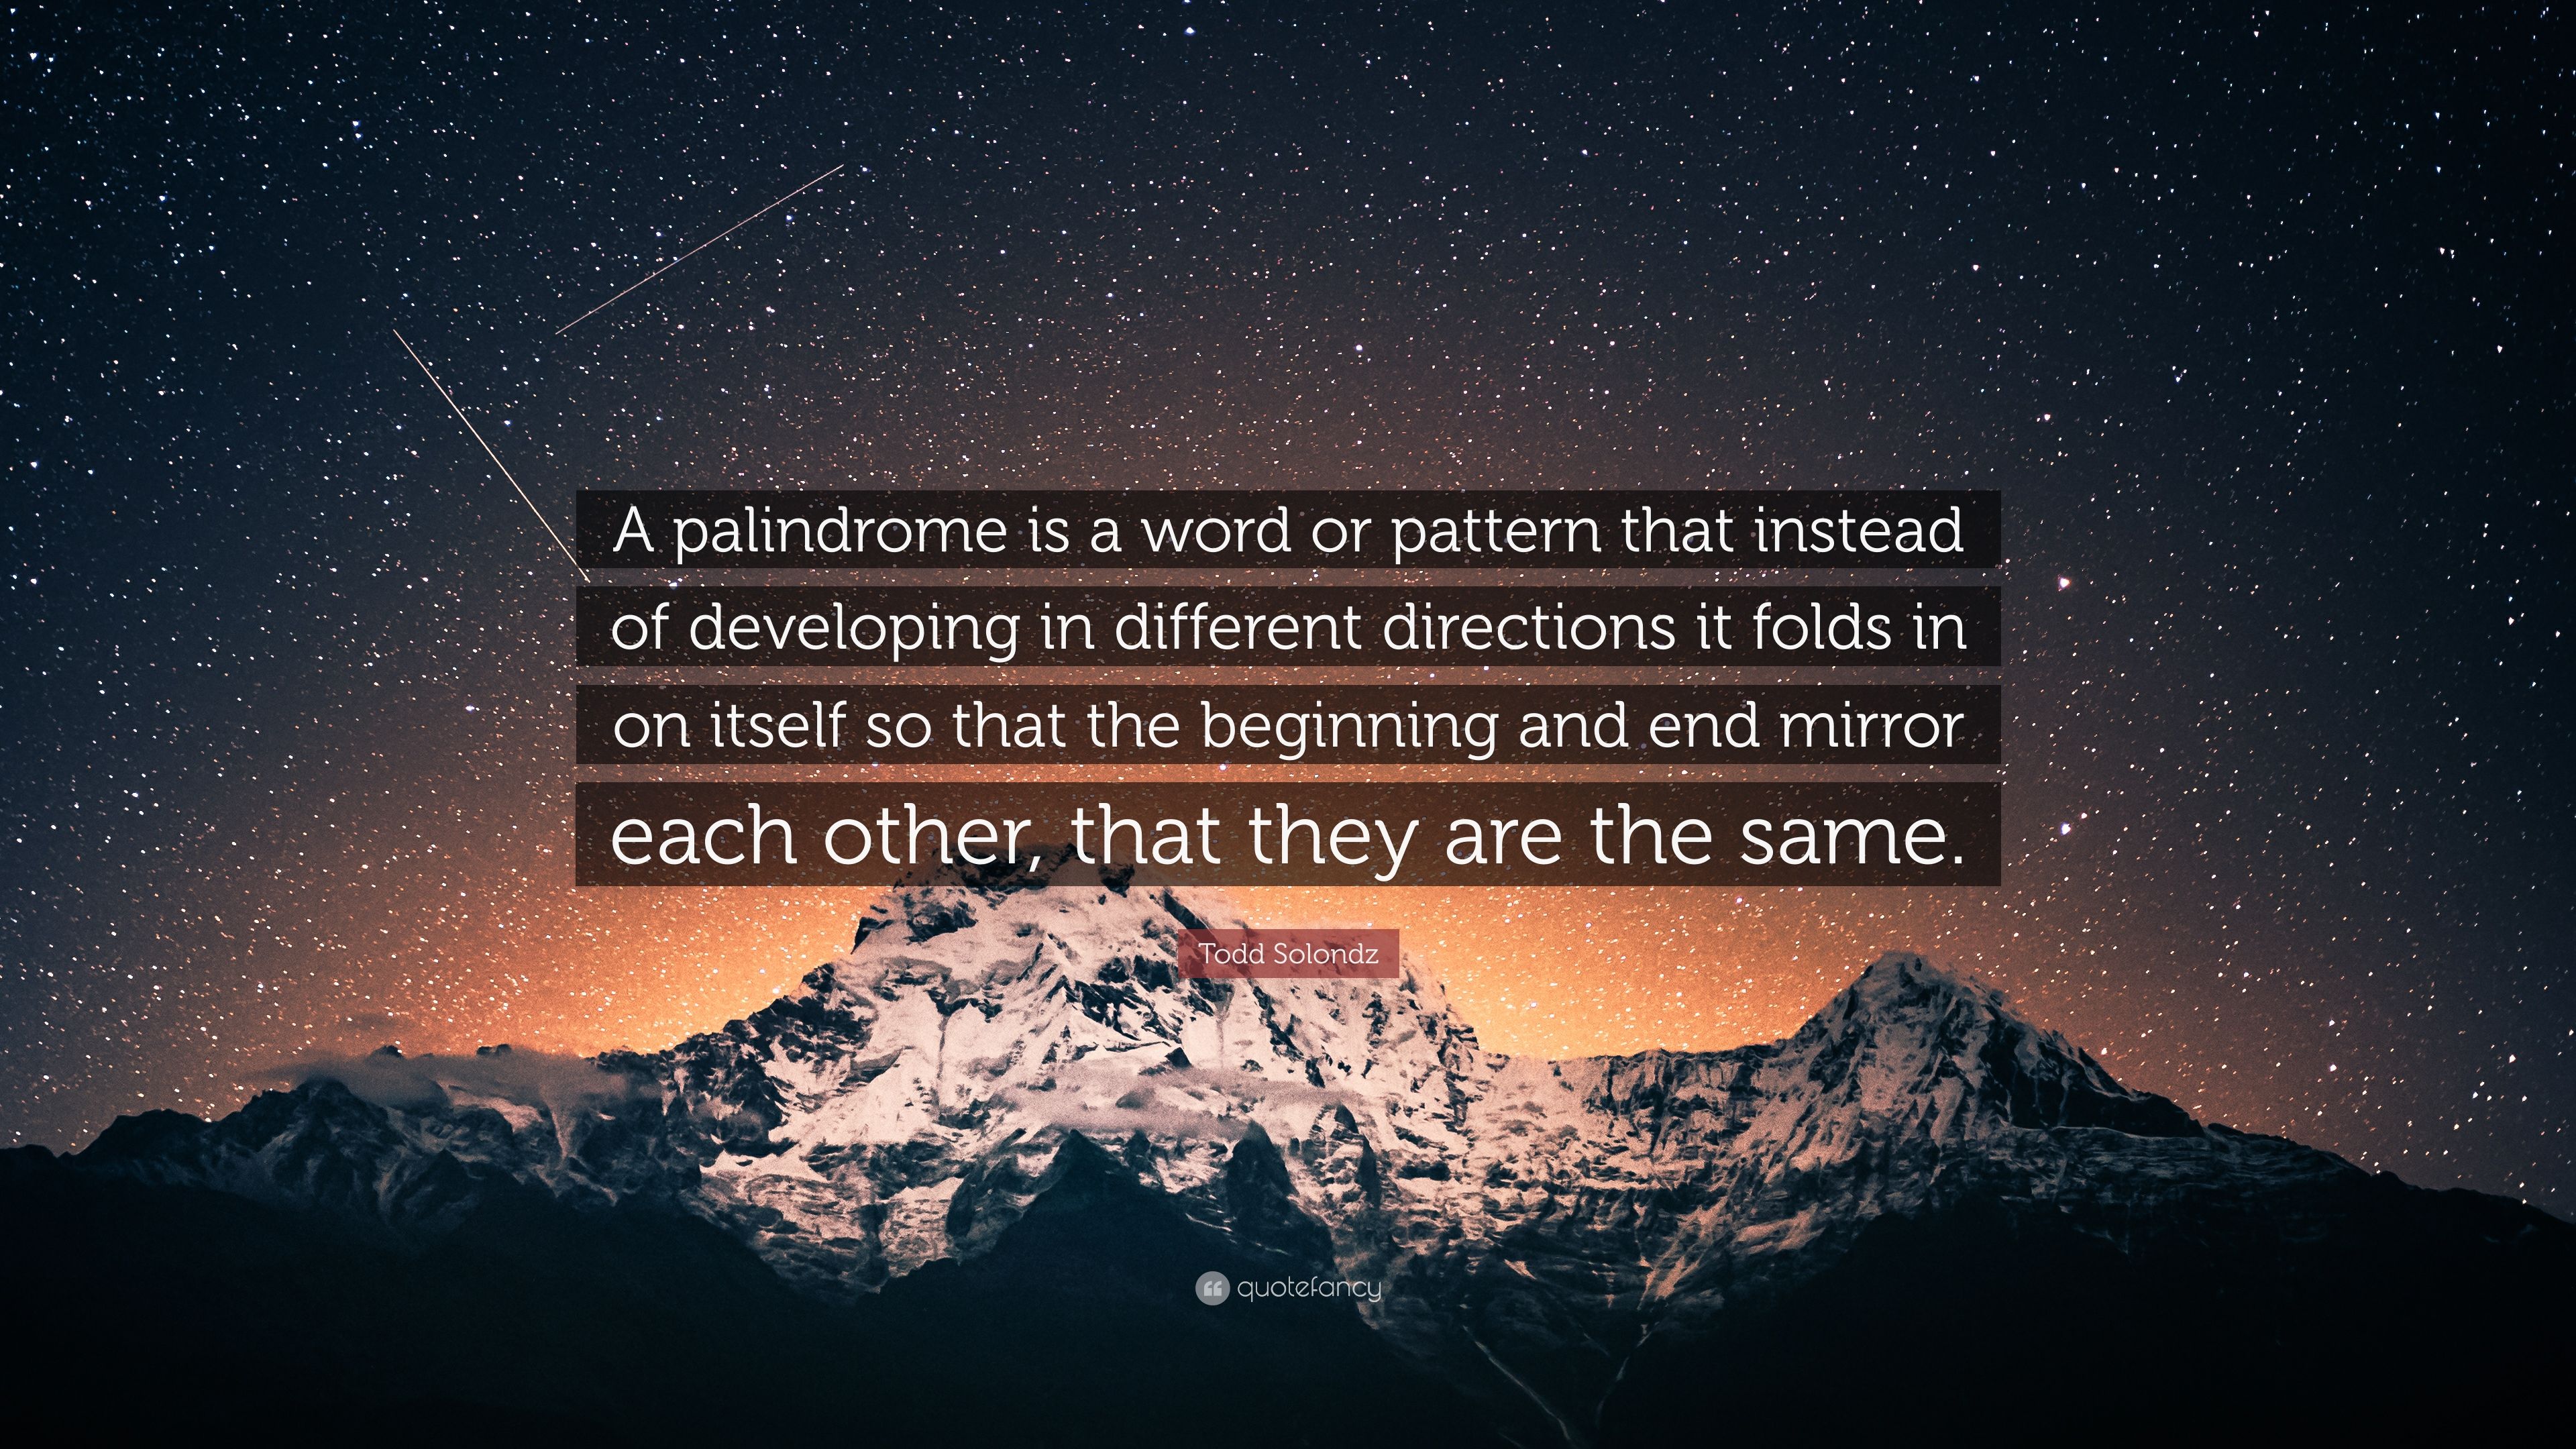 A palindrome is a word or pattern that instead
of developing in different directions it folds in
on itself so that the beginning and end mirror
each other, that they are the same.
Todd Solondz
quotefancy